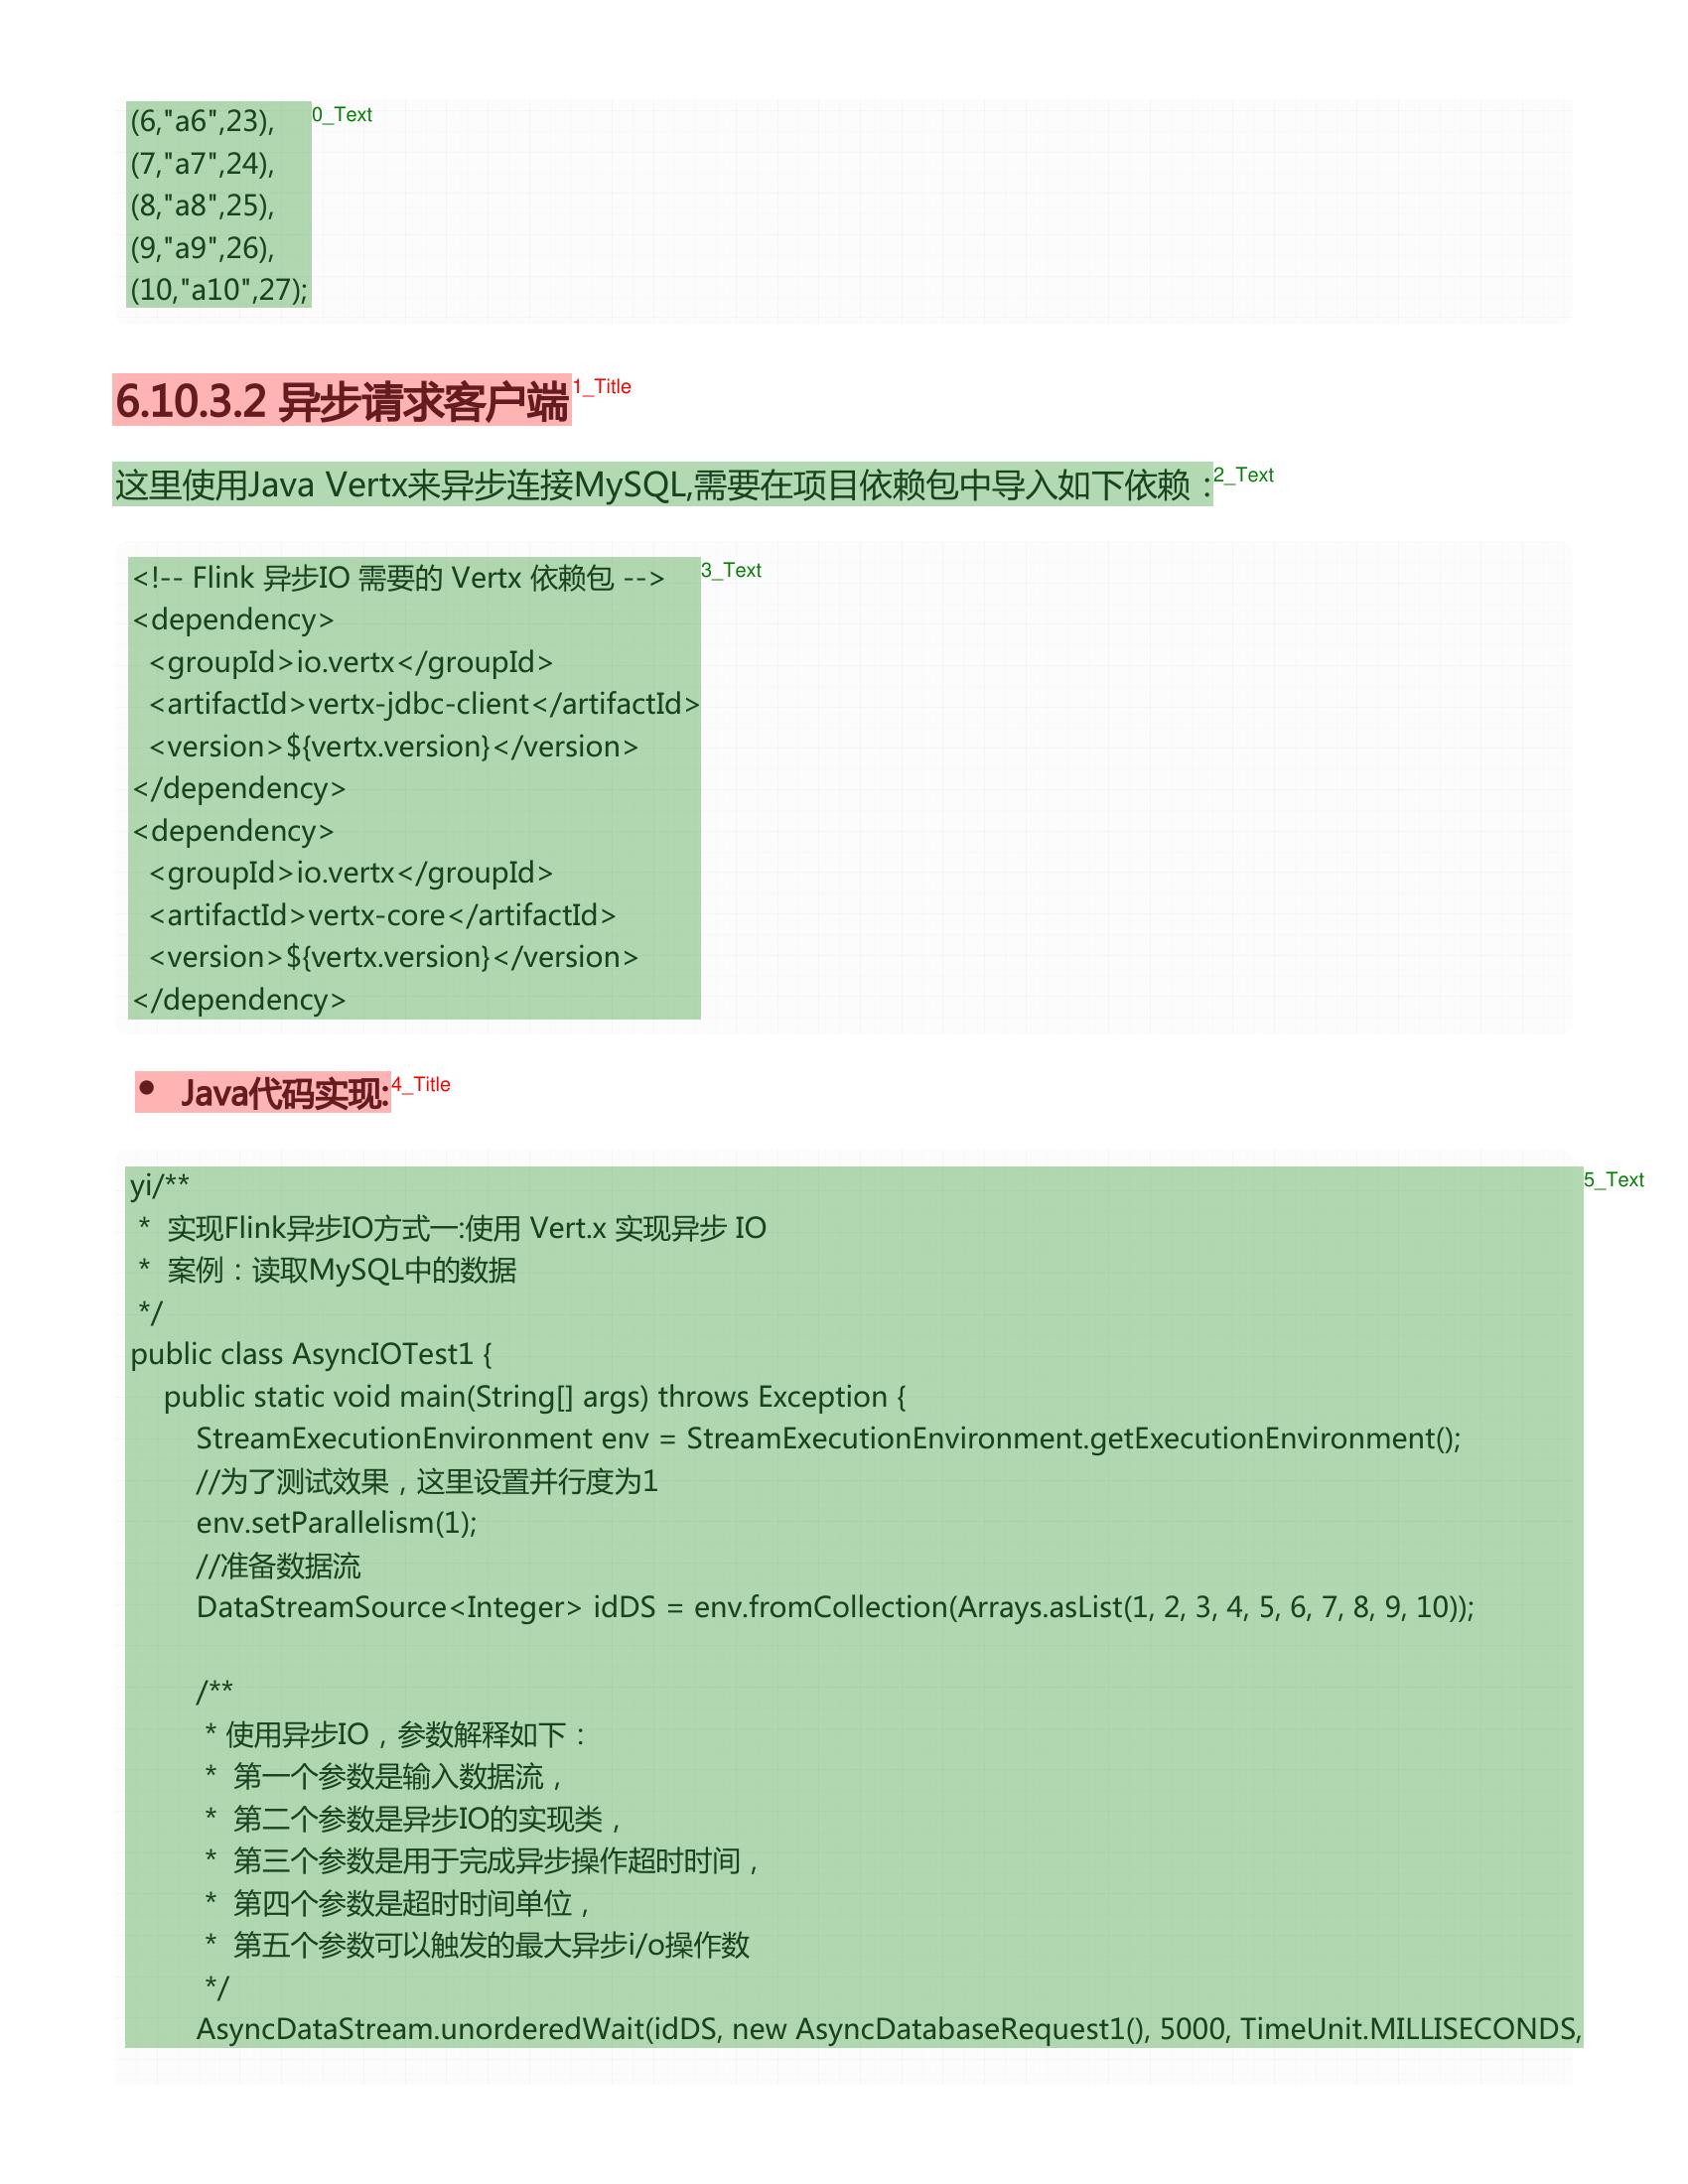 (6,"a6",23), 0_Text
(7,"a7",24),
(8,"a8",25),
(9,"a9",26),
(10,"a10",27);
6.10.3.2 异步请求客户端 1_Title
这里使用Java Vertx来异步连接MySQL,需要在项目依赖包中导入如下依赖： 2_Text
<!-- Flink 异步IO 需要的 Vertx 依赖包 --> 3_Text
<dependency>
  <groupId>io.vertx</groupId>
  <artifactId>vertx-jdbc-client</artifactId>
  <version>${vertx.version}</version>
</dependency>
<dependency>
  <groupId>io.vertx</groupId>
  <artifactId>vertx-core</artifactId>
  <version>${vertx.version}</version>
</dependency>
● Java代码实现: 4_Title
yi/** 5_Text
 *  实现Flink异步IO方式一:使用 Vert.x 实现异步 IO
 *  案例：读取MySQL中的数据
 */
public class AsyncIOTest1 {
    public static void main(String[] args) throws Exception {
        StreamExecutionEnvironment env = StreamExecutionEnvironment.getExecutionEnvironment();
        //为了测试效果，这里设置并行度为1
        env.setParallelism(1);
        //准备数据流
        DataStreamSource<Integer> idDS = env.fromCollection(Arrays.asList(1, 2, 3, 4, 5, 6, 7, 8, 9, 10));
        /**
         * 使用异步IO，参数解释如下：
         *  第一个参数是输入数据流，
         *  第二个参数是异步IO的实现类，
         *  第三个参数是用于完成异步操作超时时间，
         *  第四个参数是超时时间单位，
         *  第五个参数可以触发的最大异步i/o操作数
         */
        AsyncDataStream.unorderedWait(idDS, new AsyncDatabaseRequest1(), 5000, TimeUnit.MILLISECONDS,